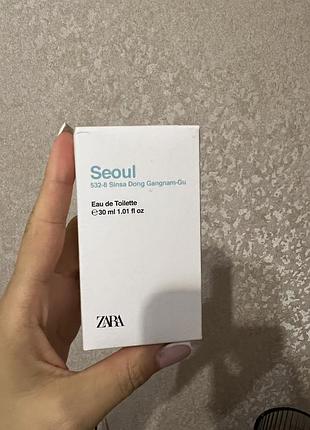 Seoul
532-8 Sinsa Dong Gangnam-Gu
Eau de Toilette
℮30 ml 1.01 fl oz
ZARA